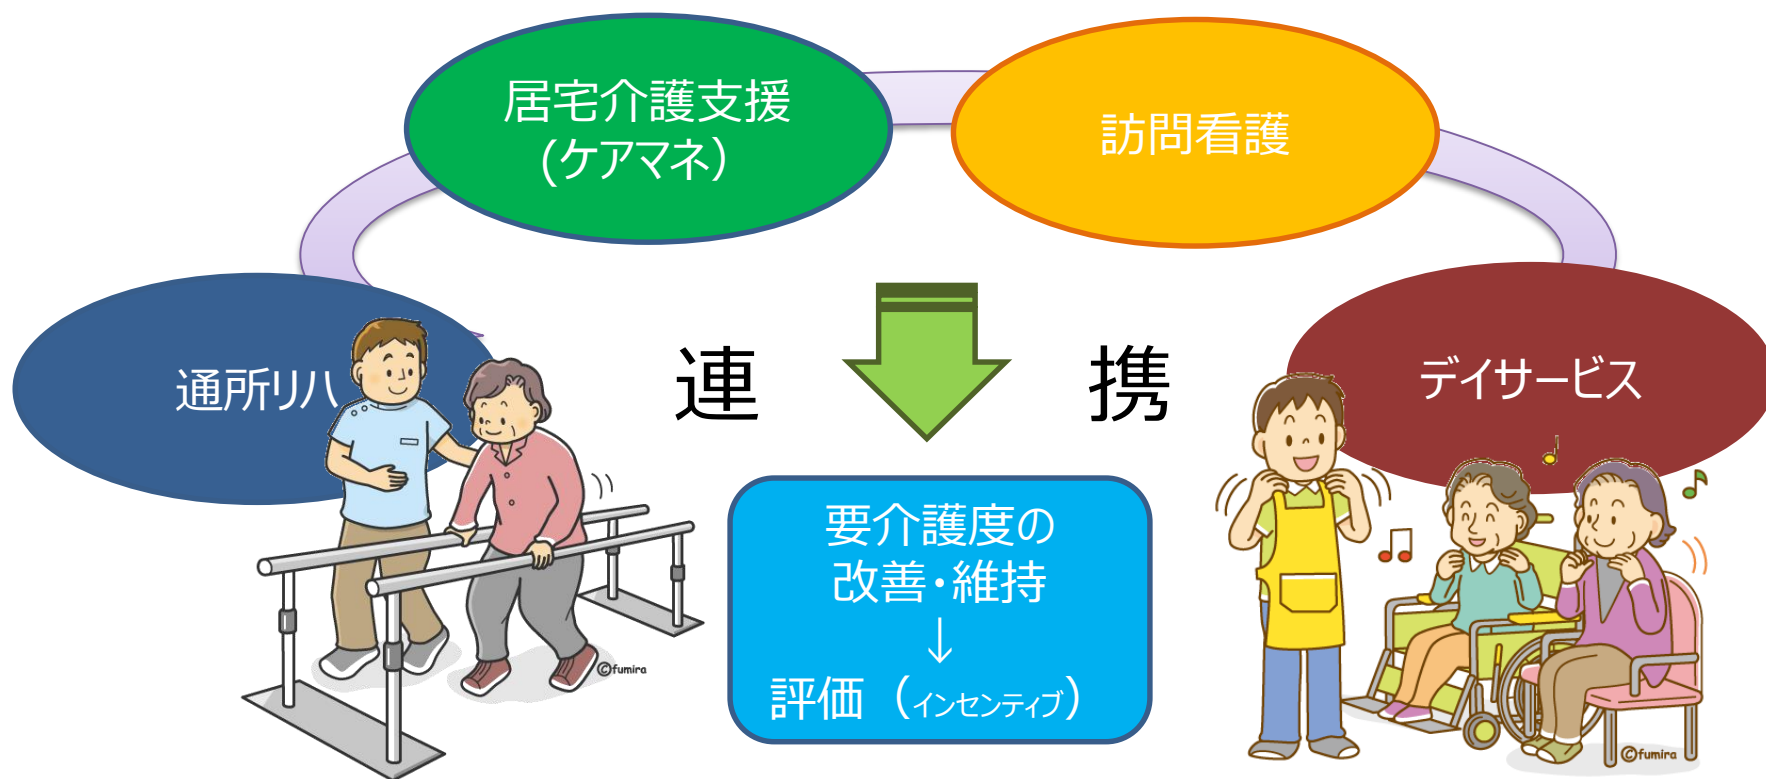 居宅介護支援
(ケアマネ）
訪問看護
通所リハ
デイサービス
連 携
要介護度の
改善・維持
↓
評価（インセンティブ）
©fumira
©fumira